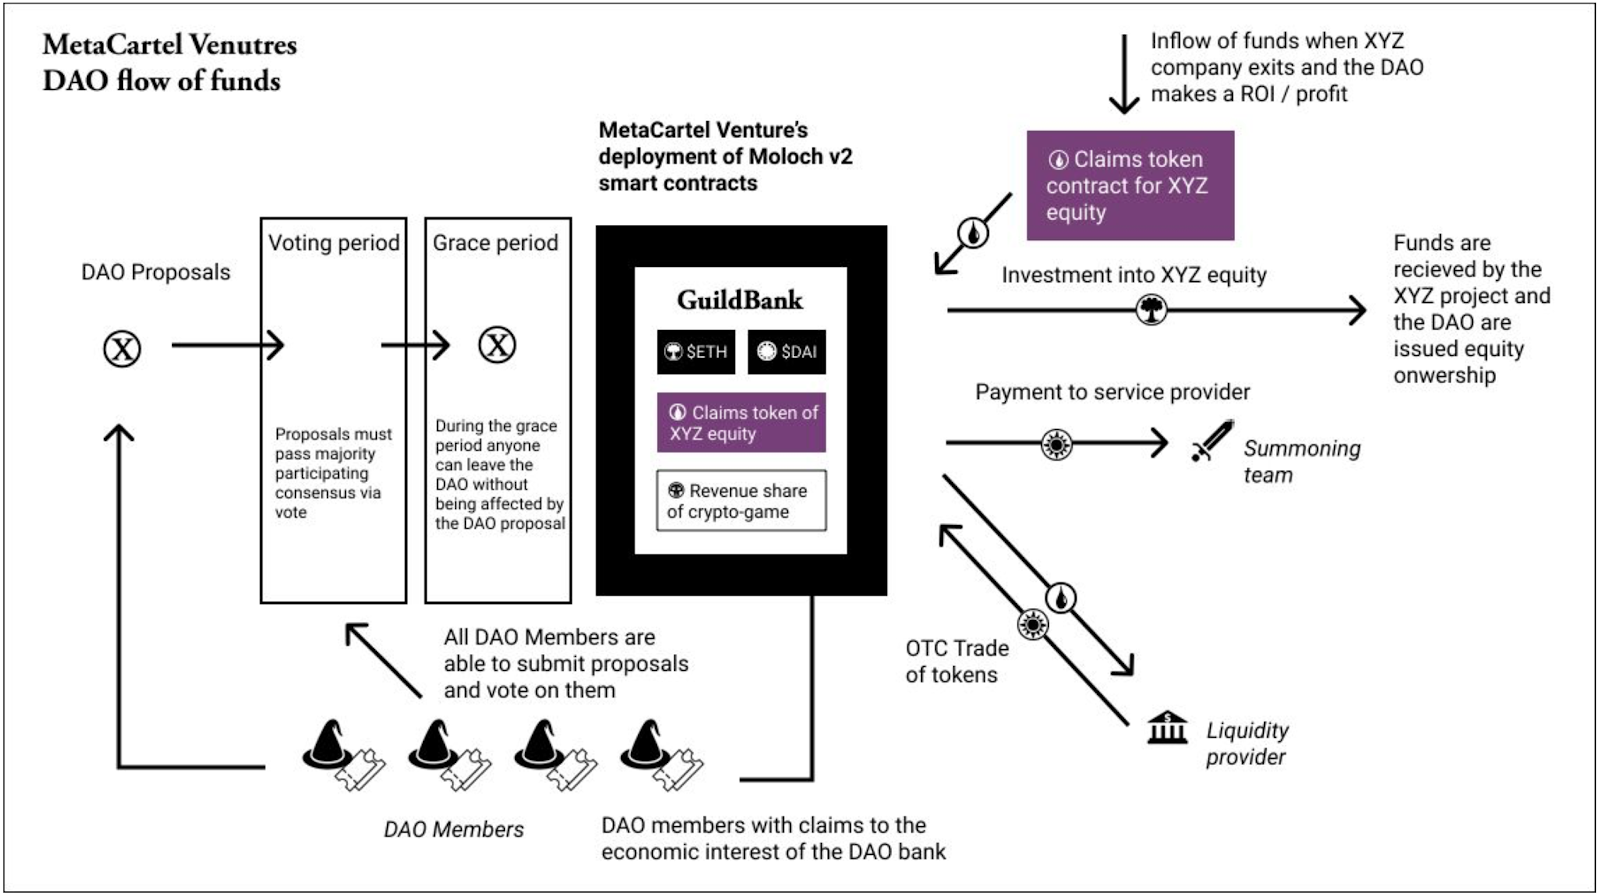 MetaCartel Venutres
DAO flow of funds
Inflow of funds when XYZ
company exits and the DAO
makes a ROI / profit
MetaCartel Venture's
deployment of Moloch v2
smart contracts
Claims token
contract for XYZ
equity
DAO Proposals
X
Voting period
Proposals must
pass majority
participating
consensus via
vote
Grace period
X
During the grace
period anyone
can leave the
DAO without
being affected by
the DAO proposal
GuildBank
$ETH
$DAI
Claims token of
XYZ equity
Revenue share
of crypto-game
Investment into XYZ equity
Funds are
recieved by the
XYZ project and
the DAO are
issued equity
onwership
Payment to service provider
Summoning
team
OTC Trade
of tokens
$
Liquidity
provider
All DAO Members are
able to submit proposals
and vote on them
DAO Members
DAO members with claims to the
economic interest of the DAO bank